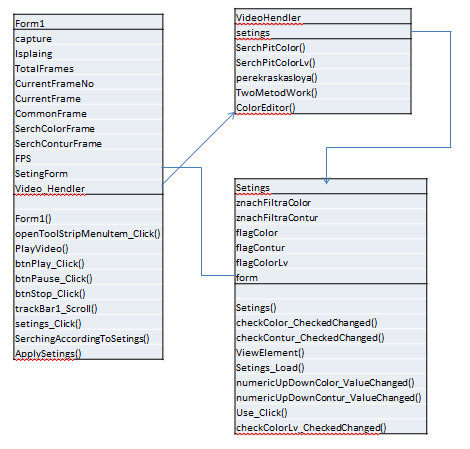 Form1
capture
Isplaing
TotalFrames
CurrentFrameNo
CurrentFrame
CommonFrame
SerchColorFrame
SerchConturFrame
FPS
SetingForm
Video_Hendler
Form1()
openToolStripMenuItem_Click()
PlayVideo()
btnPlay_Click()
btnPause_Click()
btnStop_Click()
trackBar1_Scroll()
setings_Click()
SerchingAccordingToSetings()
ApplySetings()
VideoHendler
setings
SerchPitColor()
SerchPitColorLv()
perekraskasloya()
TwoMetodWork()
ColorEditor()
Setings
znachFiltraColor
znachFiltraContur
flagColor
flagContur
flagColorLv
form
Setings()
checkColor_CheckedChanged()
checkContur_CheckedChanged()
ViewElement()
Setings_Load()
numericUpDownColor_ValueChanged()
numericUpDownContur_ValueChanged()
Use_Click()
checkColorLv_CheckedChanged()